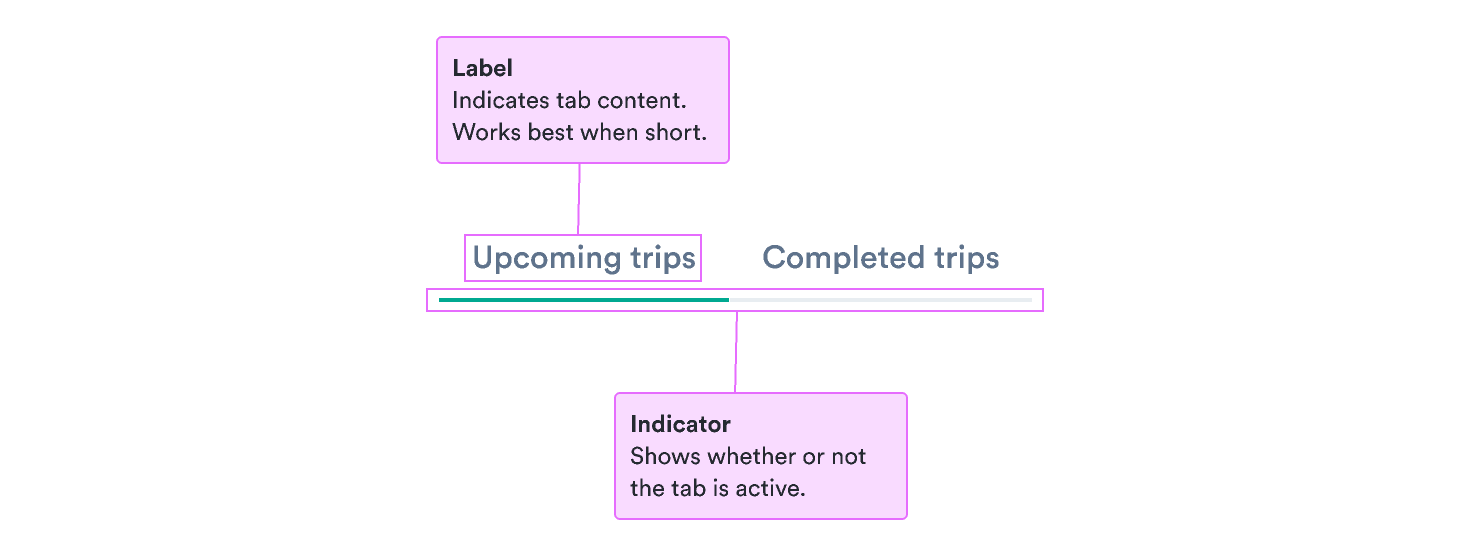 Label
Indicates tab content.
Works best when short.
Upcoming trips
Completed trips
Indicator
Shows whether or not
the tab is active.